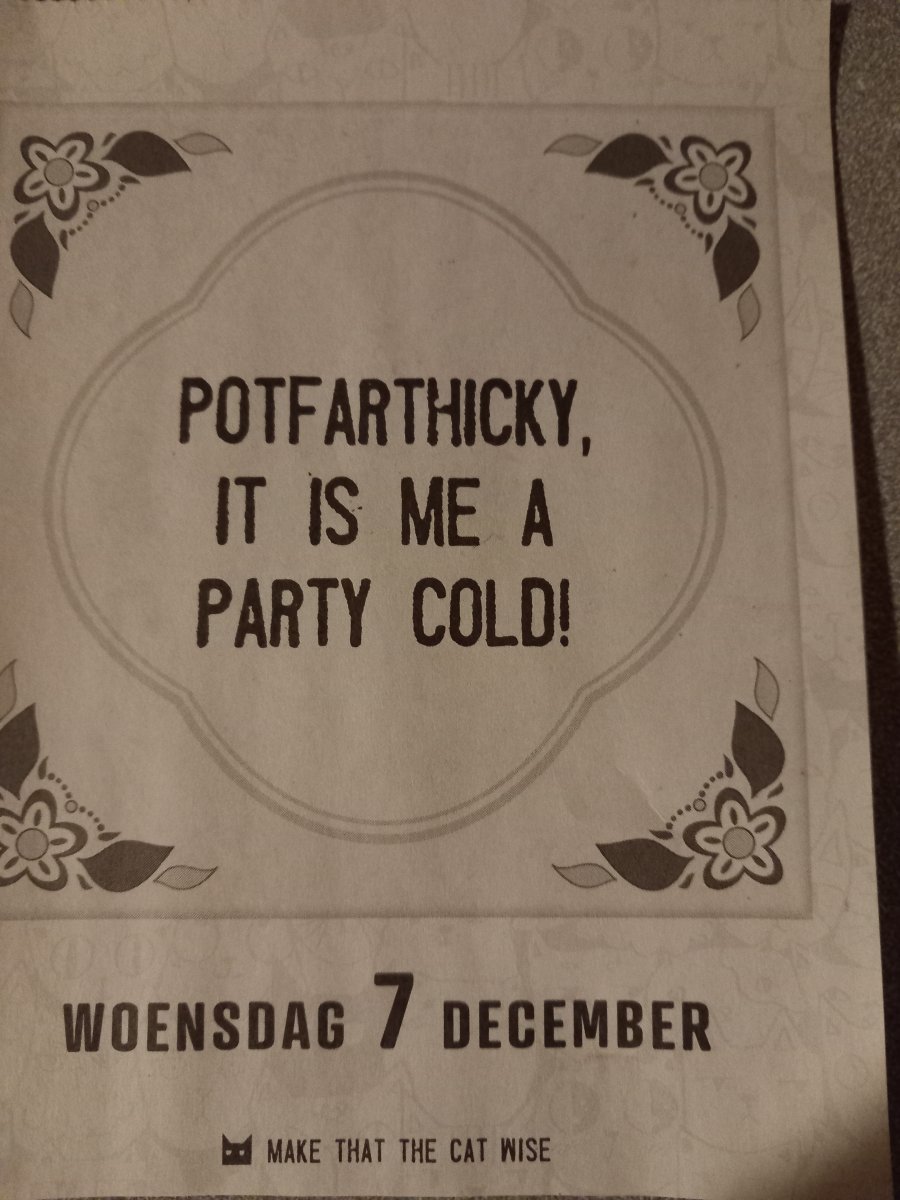 POTFARTHICKY,
IT IS ME A
PARTY COLD!
WOENSDAG 7 DECEMBER
MAKE THAT THE CAT WISE